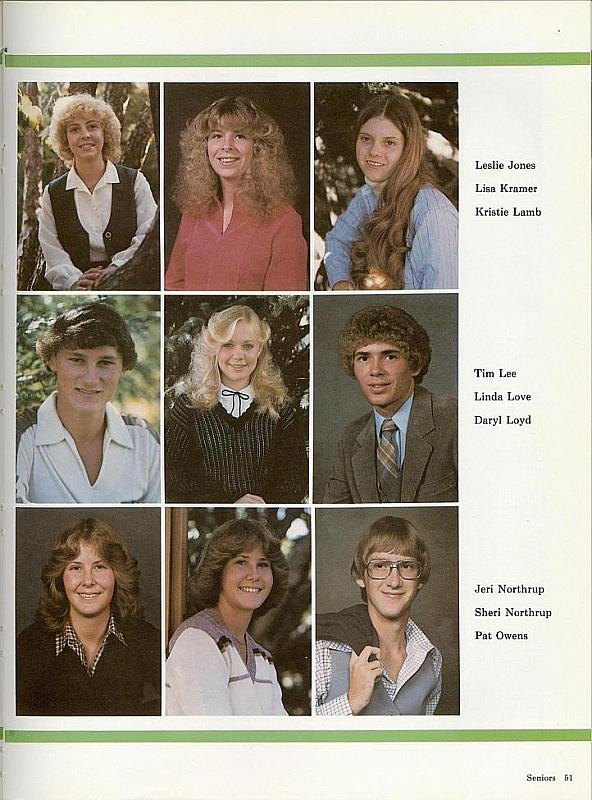 Leslie Jones
Lisa Kramer
Kristie Lamb
Tim Lee
Linda Love
Daryl Loyd
Jeri Northrup
Sheri Northrup
Pat Owens
Seniors 51